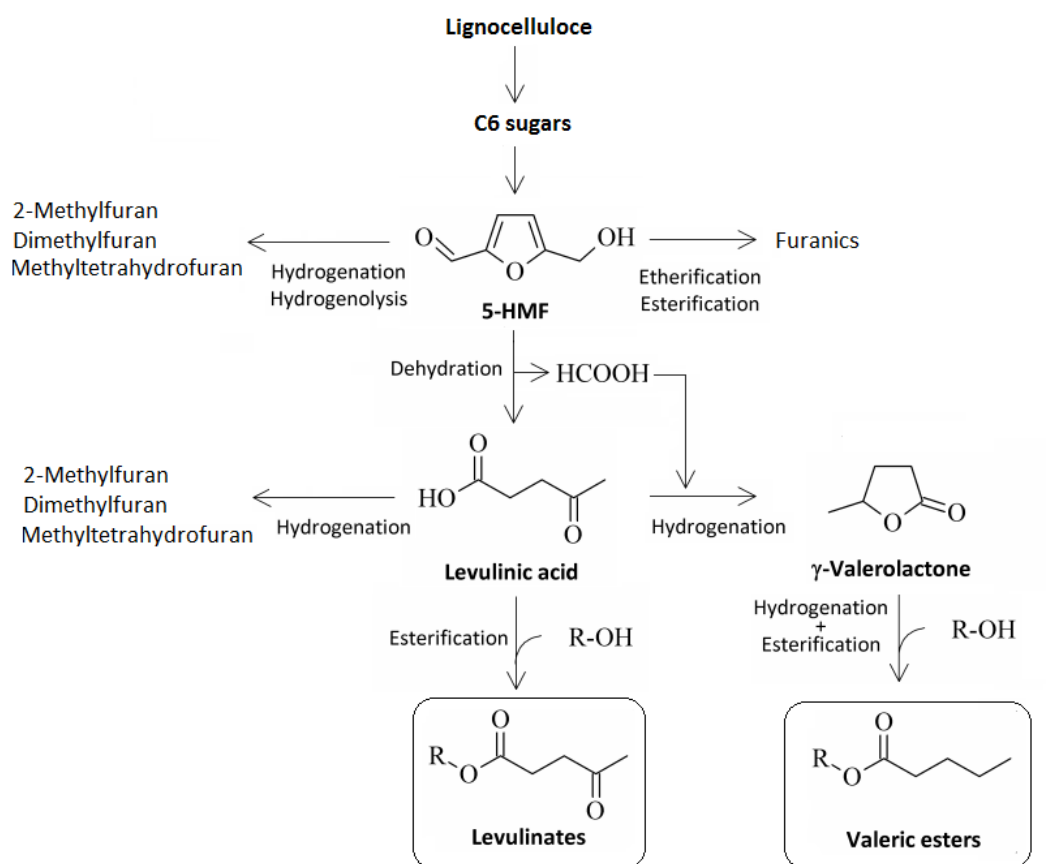 Lignocelluloce
C6 sugars
2-Methylfuran
Dimethylfuran
Methyltetrahydrofuran
Hydrogenation
Hydrogenolysis
O
O
OH
5-HMF
Etherification
Esterification
Furanics
Dehydration
HCOOH
2-Methylfuran
Dimethylfuran
Methyltetrahydrofuran
Hydrogenation
O
HO
O
Levulinic acid
Hydrogenation
O
O
γ-Valerolactone
Esterification
R-OH
Hydrogenation
+
Esterification
R-OH
O
R
O
O
Levulinates
O
R
O
Valeric esters